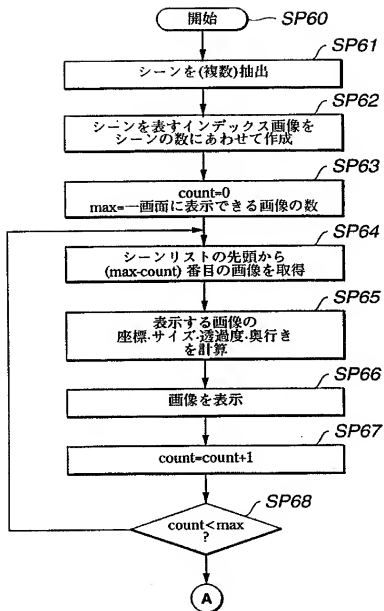 開始
SP60
SP61
シーンを(複数)抽出
SP62
シーンを表すインデックス画像を
シーンの数にあわせて作成
SP63
count=0
max=一画面に表示できる画像の数
SP64
シーンリストの先頭から
(max-count) 番目の画像を取得
SP65
表示する画像の
座標·サイズ·透過度·奥行き
を計算
SP66
画像を表示
SP67
count=count+1
SP68
count<max
?
A